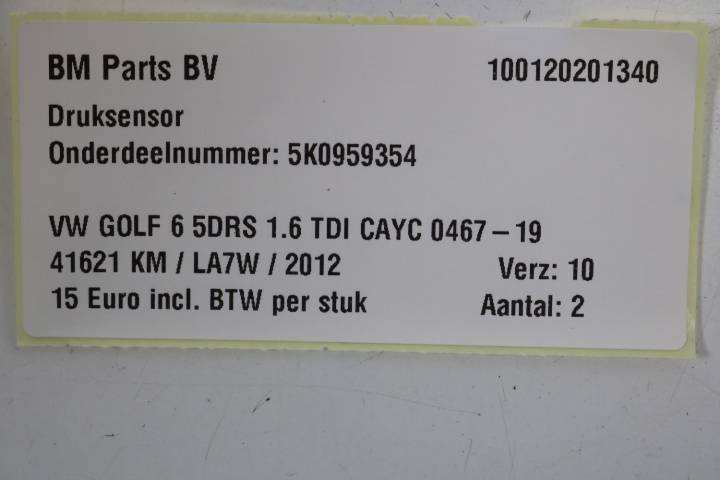 BM Parts BV 100120201340
Druksensor
Onderdeelnummer: 5K0959354
VW GOLF 6 5DRS 1.6 TDI CAYC 0467 – 19
41621 KM / LA7W / 2012 Verz: 10
15 Euro incl. BTW per stuk Aantal: 2